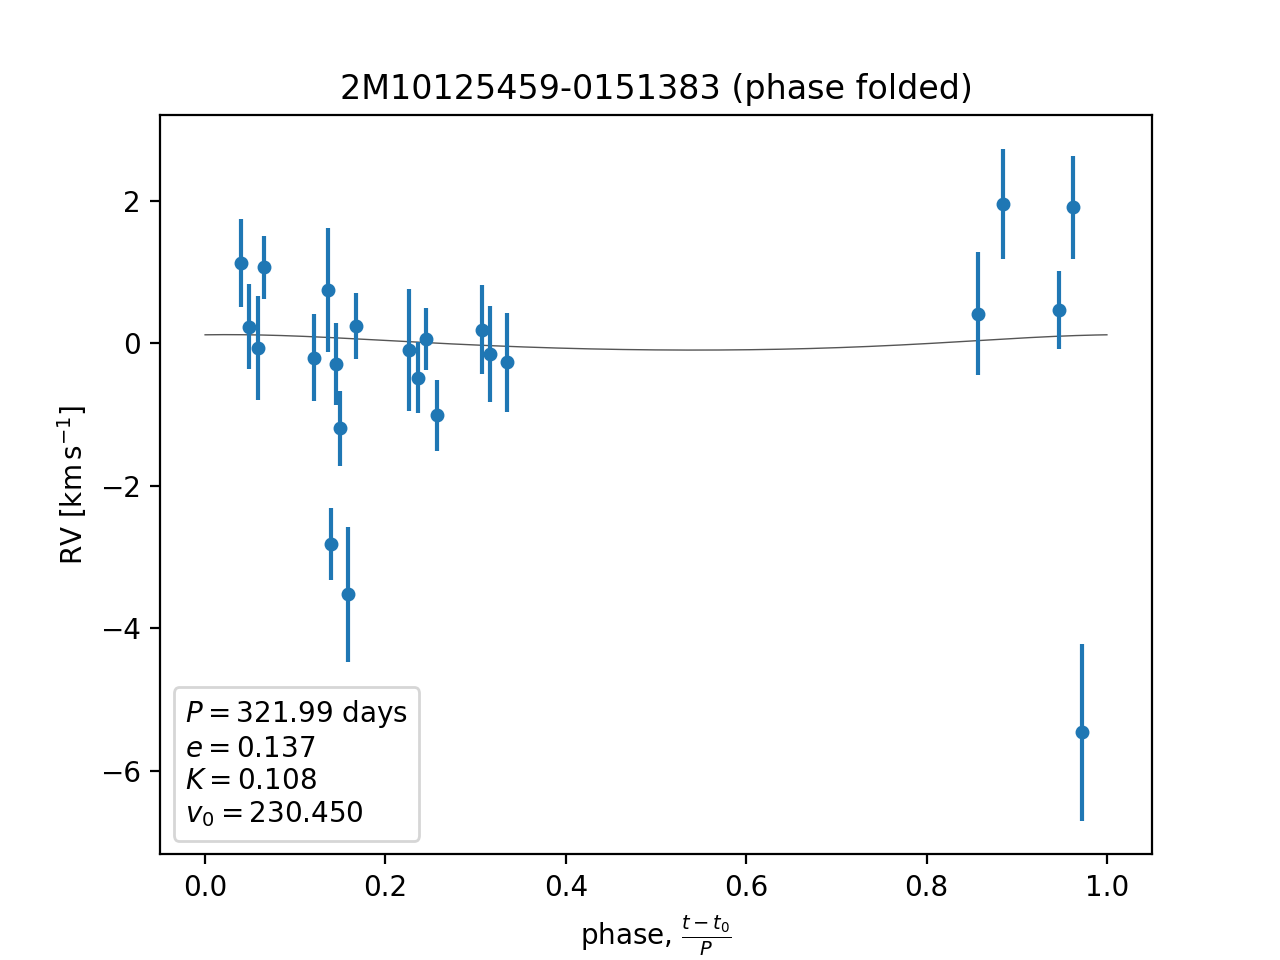 2M10125459-0151383 (phase folded)
RV [km s⁻¹]
2
0
−2
−4
−6
P = 321.99 days
e = 0.137
K = 0.108
v₀ = 230.450
0.0 0.2 0.4 0.6 0.8 1.0
phase, (t − t₀)/P